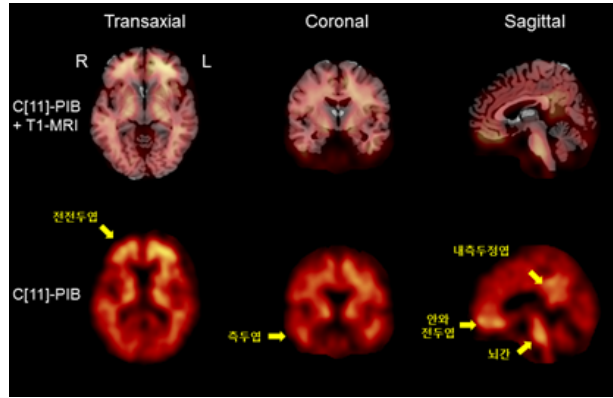 Transaxial
Coronal
Sagittal
R
L
C[11]-PIB
+ T1-MRI
전전두엽
내측두정엽
C[11]-PIB
안와
전두엽
측두엽
뇌간